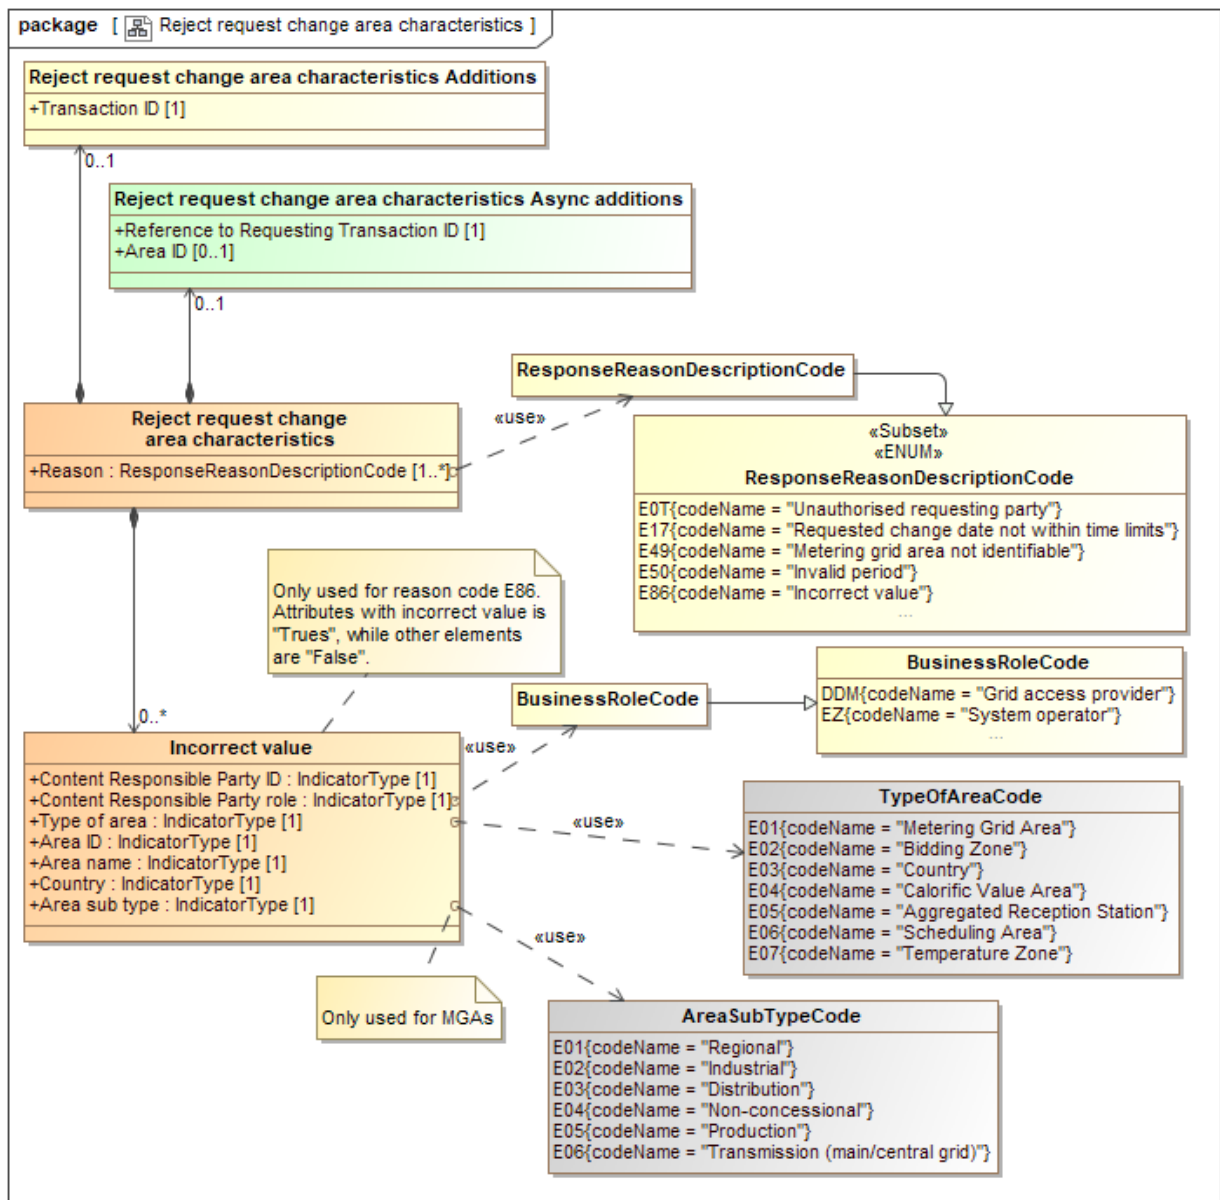 package [ Reject request change area characteristics ]
Reject request change area characteristics Additions
+Transaction ID [1]
0..1
Reject request change area characteristics Async additions
+Reference to Requesting Transaction ID [1]
+Area ID [0..1]
0..1
Reject request change
area characteristics
+Reason : ResponseReasonDescriptionCode [1..*]
«use»
ResponseReasonDescriptionCode
«Subset»
«ENUM»
ResponseReasonDescriptionCode
E0T{codeName = "Unauthorised requesting party"}
E17{codeName = "Requested change date not within time limits"}
E49{codeName = "Metering grid area not identifiable"}
E50{codeName = "Invalid period"}
E86{codeName = "Incorrect value"}
...
Only used for reason code E86.
Attributes with incorrect value is
"Trues", while other elements
are "False".
0..*
Incorrect value
+Content Responsible Party ID : IndicatorType [1]
+Content Responsible Party role : IndicatorType [1]
+Type of area : IndicatorType [1]
+Area ID : IndicatorType [1]
+Area name : IndicatorType [1]
+Country : IndicatorType [1]
+Area sub type : IndicatorType [1]
«use»
BusinessRoleCode
BusinessRoleCode
DDM{codeName = "Grid access provider"}
EZ{codeName = "System operator"}
...
«use»
TypeOfAreaCode
E01{codeName = "Metering Grid Area"}
E02{codeName = "Bidding Zone"}
E03{codeName = "Country"}
E04{codeName = "Calorific Value Area"}
E05{codeName = "Aggregated Reception Station"}
E06{codeName = "Scheduling Area"}
E07{codeName = "Temperature Zone"}
«use»
Only used for MGAs
AreaSubTypeCode
E01{codeName = "Regional"}
E02{codeName = "Industrial"}
E03{codeName = "Distribution"}
E04{codeName = "Non-concessional"}
E05{codeName = "Production"}
E06{codeName = "Transmission (main/central grid)"}